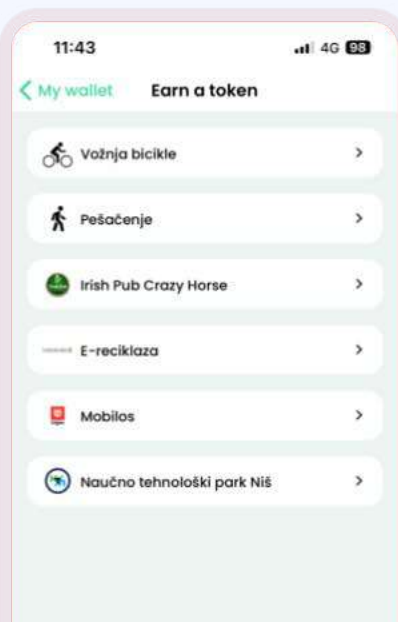 11:43
4G 98
My wallet Earn a token
Vožnja bicikle
Pešačenje
Irish Pub Crazy Horse
E-reciklaza
Mobilos
Naučno tehnološki park Niš